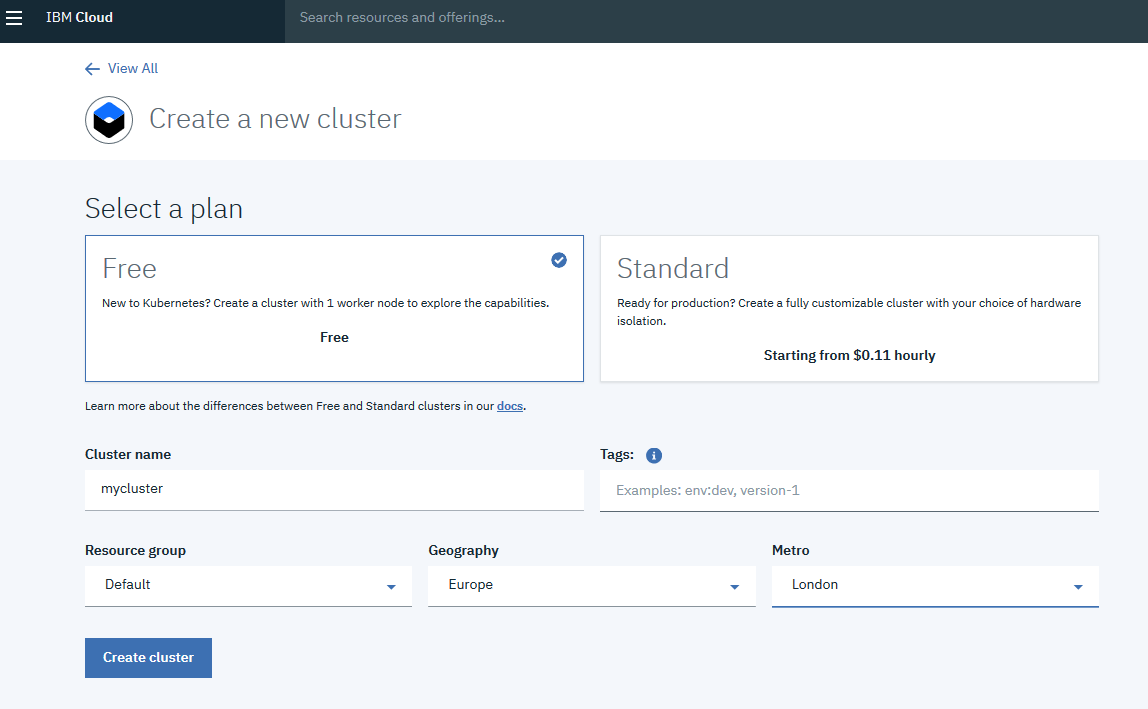 IBM Cloud
Search resources and offerings...
View All
Create a new cluster
Select a plan
Free
New to Kubernetes? Create a cluster with 1 worker node to explore the capabilities.
Free
Standard
Ready for production? Create a fully customizable cluster with your choice of hardware
isolation.
Starting from $0.11 hourly
Learn more about the differences between Free and Standard clusters in our docs.
Cluster name
mycluster
Tags:
Examples: env:dev, version-1
Resource group
Default
Geography
Europe
Metro
London
Create cluster